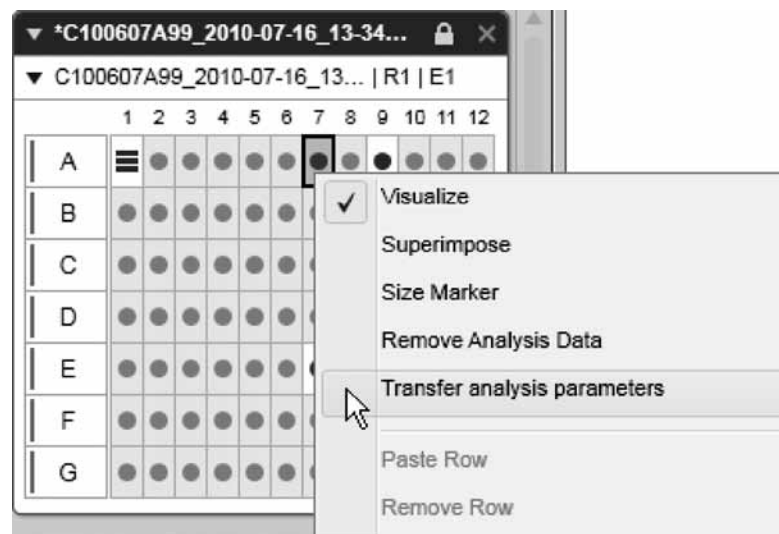 *C100607A99_2010-07-16_13-34...
C100607A99_2010-07-16_13... | R1 | E1
1 2 3 4 5 6 7 8 9 10 11 12
A
B
C
D
E
F
G
Visualize
Superimpose
Size Marker
Remove Analysis Data
Transfer analysis parameters
Paste Row
Remove Row